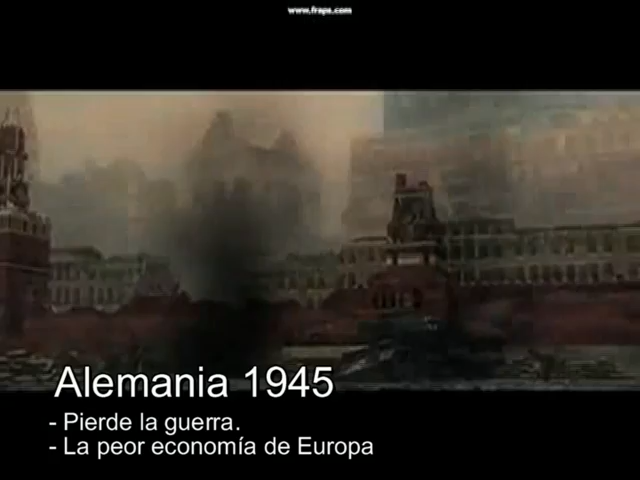 www.fraps.com
Alemania 1945
- Pierde la guerra.
- La peor economía de Europa